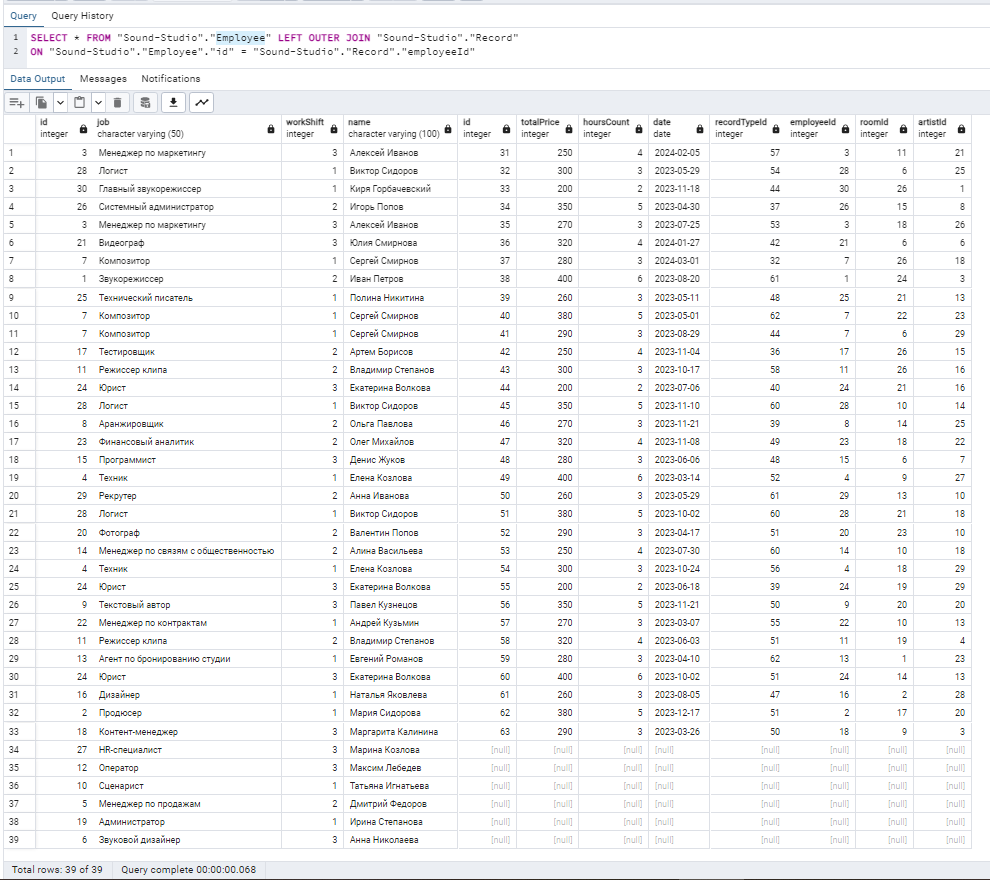 Query Query History
1 SELECT * FROM "Sound-Studio"."Employee" LEFT OUTER JOIN "Sound-Studio"."Record"
2 ON "Sound-Studio"."Employee"."id" = "Sound-Studio"."Record"."employeeId"
Data Output Messages Notifications
id job workShift name id totalPrice hoursCount date recordTypeId employeeId roomId artistId
integer character varying (50) integer character varying (100) integer integer integer date integer integer integer integer
1 3 Менеджер по маркетингу 3 Алексей Иванов 31 250 4 2024-02-05 57 3 11 21
2 28 Логист 1 Виктор Сидоров 32 300 3 2023-05-29 54 28 6 25
3 30 Главный звукорежиссер 1 Киря Горбачевский 33 200 2 2023-11-18 44 30 26 1
4 26 Системный администратор 2 Игорь Попов 34 350 5 2023-04-30 37 26 15 8
5 3 Менеджер по маркетингу 3 Алексей Иванов 35 270 3 2023-07-25 53 3 18 26
6 21 Видеограф 3 Юлия Смирнова 36 320 4 2024-01-27 42 21 6 6
7 7 Композитор 1 Сергей Смирнов 37 280 3 2024-03-01 32 7 26 18
8 1 Звукорежиссер 2 Иван Петров 38 400 6 2023-08-20 61 1 24 3
9 25 Технический писатель 1 Полина Никитина 39 260 3 2023-05-11 48 25 21 13
10 7 Композитор 1 Сергей Смирнов 40 380 5 2023-05-01 62 7 22 23
11 7 Композитор 1 Сергей Смирнов 41 290 3 2023-08-29 44 7 6 29
12 17 Тестировщик 2 Артем Борисов 42 250 4 2023-11-04 36 17 26 15
13 11 Режиссер клипа 2 Владимир Степанов 43 300 3 2023-10-17 58 11 26 16
14 24 Юрист 3 Екатерина Волкова 44 200 2 2023-07-06 40 24 21 16
15 28 Логист 1 Виктор Сидоров 45 350 5 2023-11-10 60 28 10 14
16 8 Аранжировщик 2 Ольга Павлова 46 270 3 2023-11-21 39 8 14 25
17 23 Финансовый аналитик 2 Олег Михайлов 47 320 4 2023-11-08 49 23 18 22
18 15 Программист 3 Денис Жуков 48 280 3 2023-06-06 48 15 6 7
19 4 Техник 1 Елена Козлова 49 400 6 2023-03-14 52 4 9 27
20 29 Рекрутер 2 Анна Иванова 50 260 3 2023-05-29 61 29 13 10
21 28 Логист 1 Виктор Сидоров 51 380 5 2023-10-02 60 28 21 18
22 20 Фотограф 2 Валентин Попов 52 290 3 2023-04-17 51 20 23 10
23 14 Менеджер по связям с общественностью 2 Алина Васильева 53 250 4 2023-07-30 60 14 10 18
24 4 Техник 1 Елена Козлова 54 300 3 2023-10-24 56 4 18 29
25 24 Юрист 3 Екатерина Волкова 55 200 2 2023-06-18 39 24 19 29
26 9 Текстовый автор 3 Павел Кузнецов 56 350 5 2023-11-21 50 9 20 20
27 22 Менеджер по контрактам 1 Андрей Кузьмин 57 270 3 2023-03-07 55 22 10 13
28 11 Режиссер клипа 2 Владимир Степанов 58 320 4 2023-06-03 51 11 19 4
29 13 Агент по бронированию студии 1 Евгений Романов 59 280 3 2023-04-10 62 13 1 23
30 24 Юрист 3 Екатерина Волкова 60 400 6 2023-10-02 51 24 14 13
31 16 Дизайнер 1 Наталья Яковлева 61 260 3 2023-08-05 47 16 2 28
32 2 Продюсер 1 Мария Сидорова 62 380 5 2023-12-17 51 2 17 20
33 18 Контент-менеджер 3 Маргарита Калинина 63 290 3 2023-03-26 50 18 9 3
34 27 HR-специалист 3 Марина Козлова [null] [null] [null] [null] [null] [null] [null] [null]
35 12 Оператор 3 Максим Лебедев [null] [null] [null] [null] [null] [null] [null] [null]
36 10 Сценарист 1 Татьяна Игнатьева [null] [null] [null] [null] [null] [null] [null] [null]
37 5 Менеджер по продажам 2 Дмитрий Федоров [null] [null] [null] [null] [null] [null] [null] [null]
38 19 Администратор 1 Ирина Степанова [null] [null] [null] [null] [null] [null] [null] [null]
39 6 Звуковой дизайнер 3 Анна Николаева [null] [null] [null] [null] [null] [null] [null] [null]
Total rows: 39 of 39 Query complete 00:00:00.068